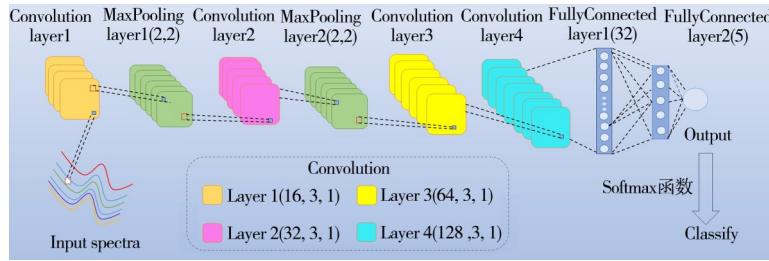 Convolution
layer1
MaxPooling
layer1(2,2)
Convolution
layer2
MaxPooling
layer2(2,2)
Convolution
layer3
Convolution
layer4
FullyConnected
layer1(32)
FullyConnected
layer2(5)
Output
Convolution
Layer 1(16, 3, 1)
Layer 3(64, 3, 1)
Layer 2(32, 3, 1)
Layer 4(128 ,3, 1)
Softmax函数
Input spectra
Classify